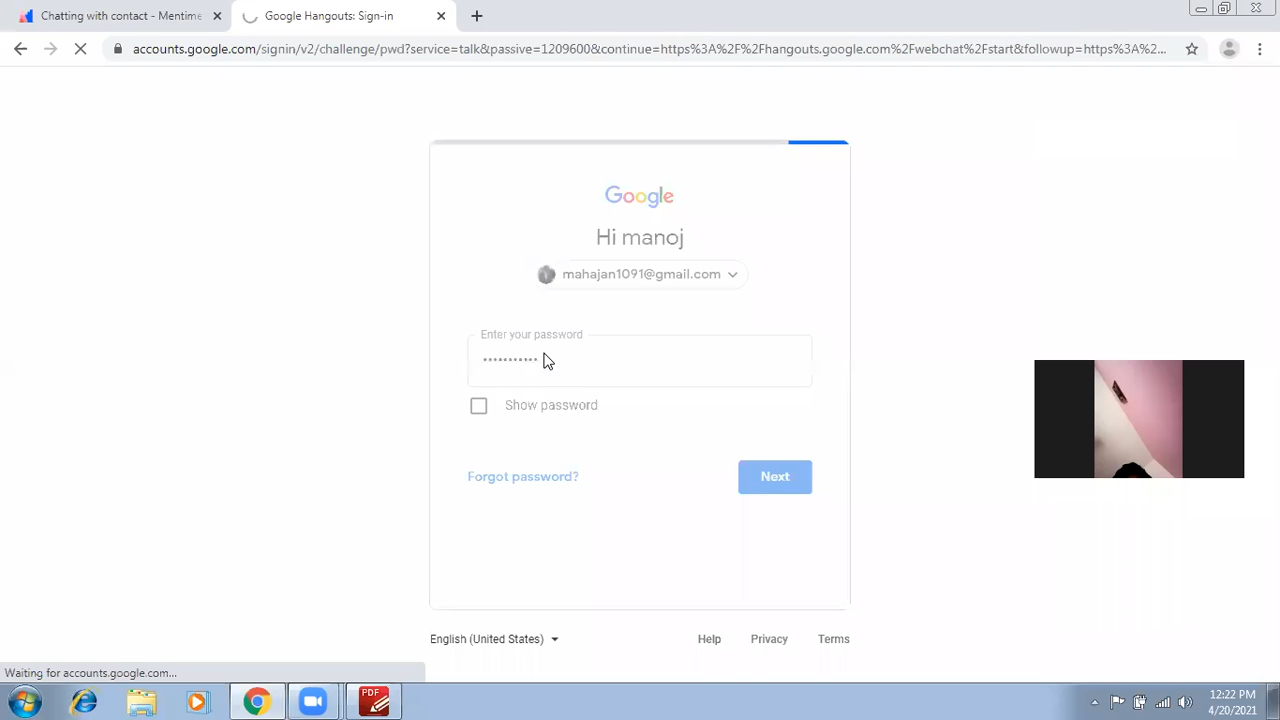 Chatting with contact - Mentime
Google Hangouts: Sign-in
accounts.google.com/signin/v2/challenge/pwd?service=talk&passive=1209600&continue=https%3A%2F%2Fhangouts.google.com%2Fwebchat%2Fstart&followup=https%3A%2...
Google
Hi manoj
mahajan1091@gmail.com
Enter your password
•••••••••••
Show password
Forgot password?
Next
English (United States)
Help
Privacy
Terms
Waiting for accounts.google.com...
PDF
12:22 PM
4/20/2021